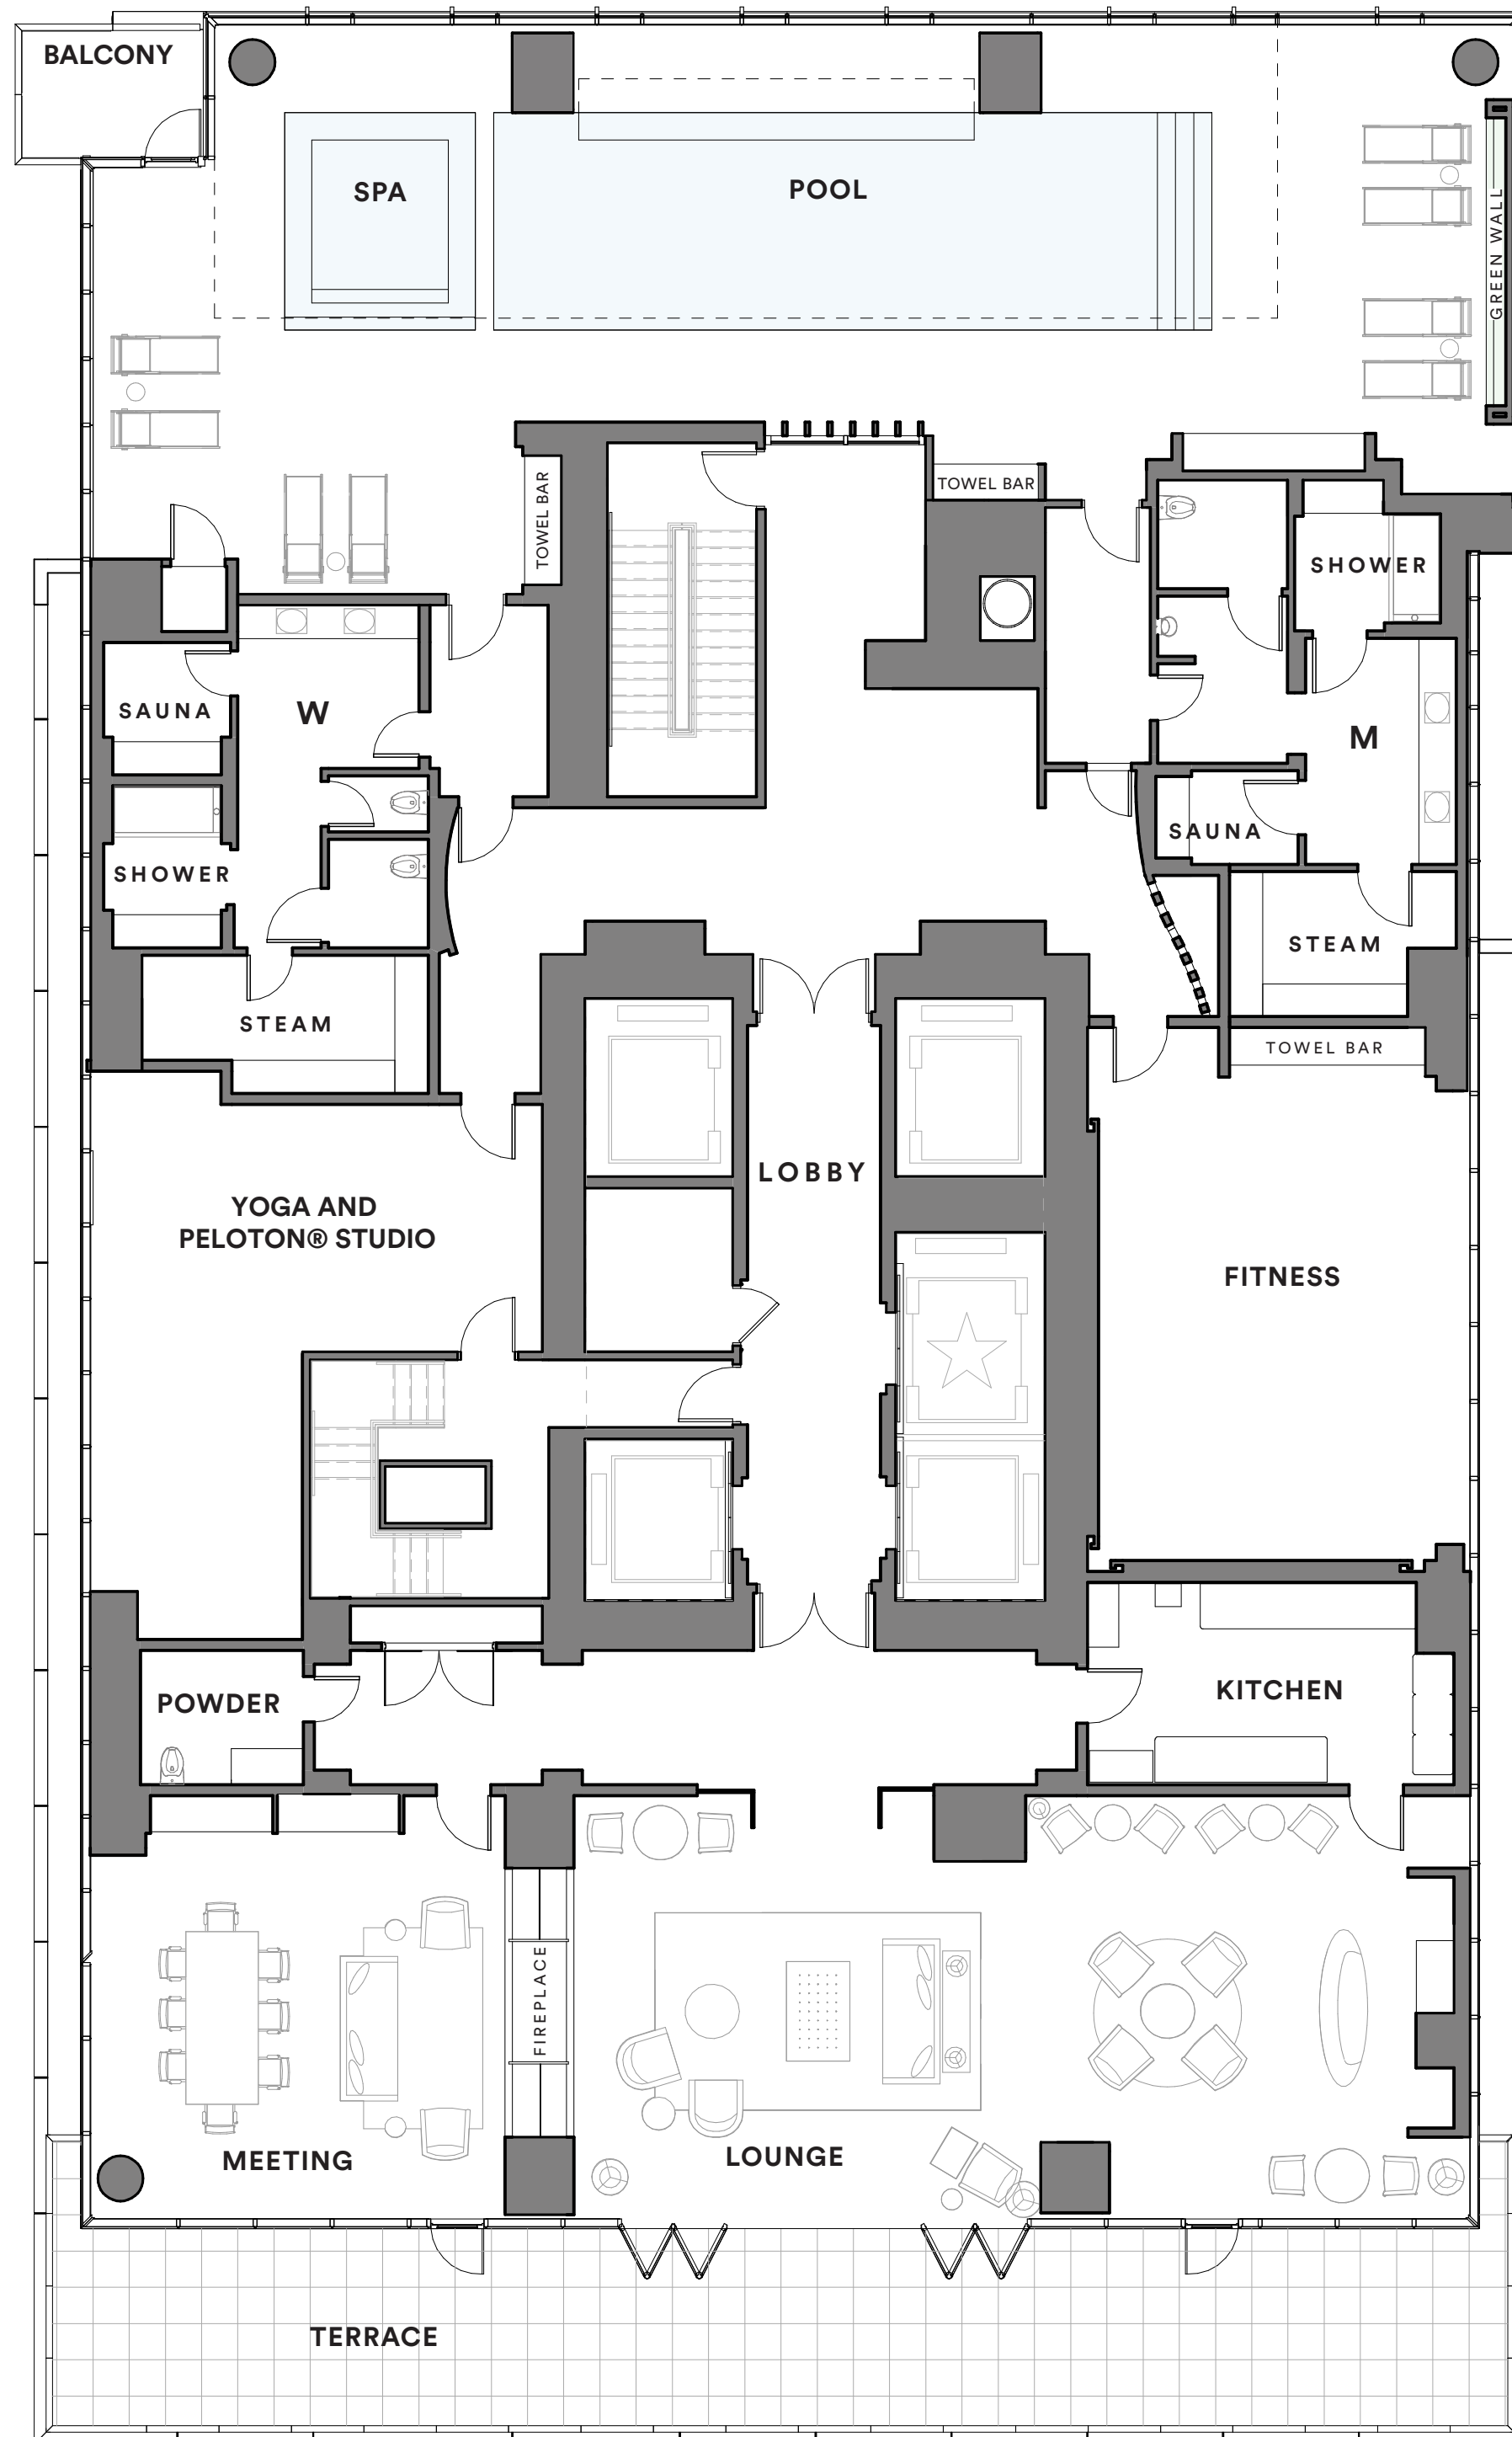 BALCONY
SPA
POOL
GREEN WALL
TOWEL BAR
TOWEL BAR
SHOWER
SAUNA
W
M
SAUNA
SHOWER
STEAM
STEAM
TOWEL BAR
LOBBY
YOGA AND
PELOTON® STUDIO
FITNESS
POWDER
KITCHEN
FIREPLACE
MEETING
LOUNGE
TERRACE